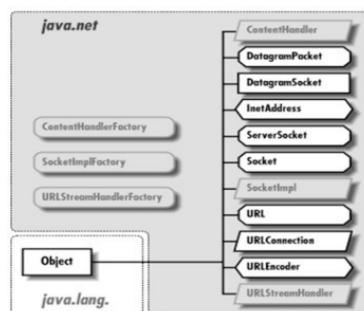 java.net
ContentHandler
DatagramPacket
DatagramSocket
InetAddress
ServerSocket
Socket
SocketImpl
URL
URLConnection
URLEncoder
URLStreamHandler
ContentHandlerFactory
SocketImplFactory
URLStreamHandlerFactory
Object
java.lang.